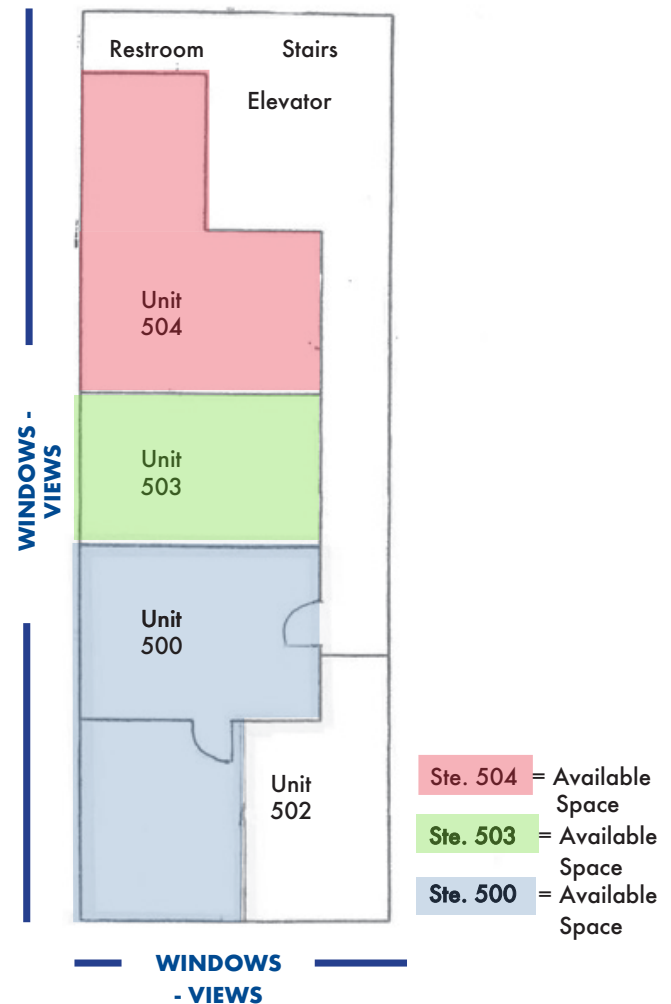 Restroom
Stairs
Elevator
Unit
504
WINDOWS -
VIEWS
Unit
503
Unit
500
Unit
502
Ste. 504 = Available
Space
Ste. 503 = Available
Space
Ste. 500 = Available
Space
WINDOWS
- VIEWS